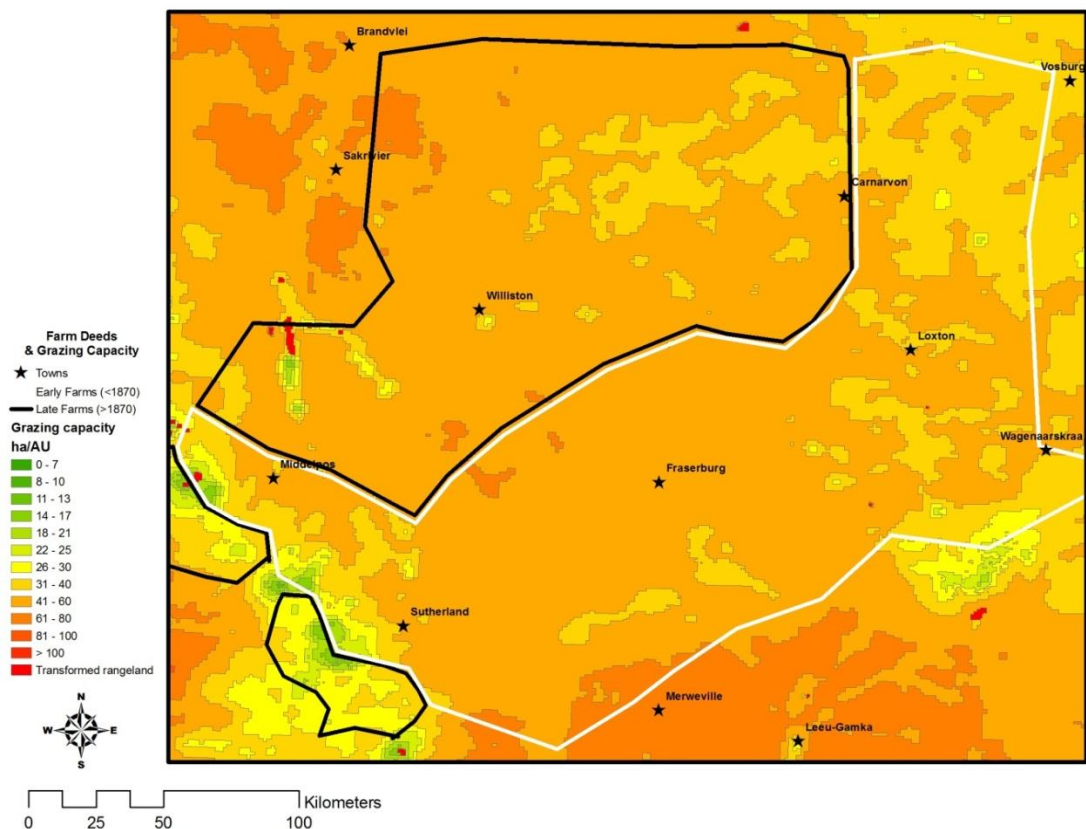 Brandvlei
Vosburg
Sakrivier
Carnarvon
Williston
Loxton
Wagenaarskraa
Middelpos
Fraserburg
Sutherland
Merweville
Leeu-Gamka
Farm Deeds
& Grazing Capacity
Towns
Early Farms (<1870)
Late Farms (>1870)
Grazing capacity
ha/AU
0 - 7
8 - 10
11 - 13
14 - 17
18 - 21
22 - 25
26 - 30
31 - 40
41 - 60
61 - 80
81 - 100
> 100
Transformed rangeland
N
W E
S
Kilometers
0 25 50 100